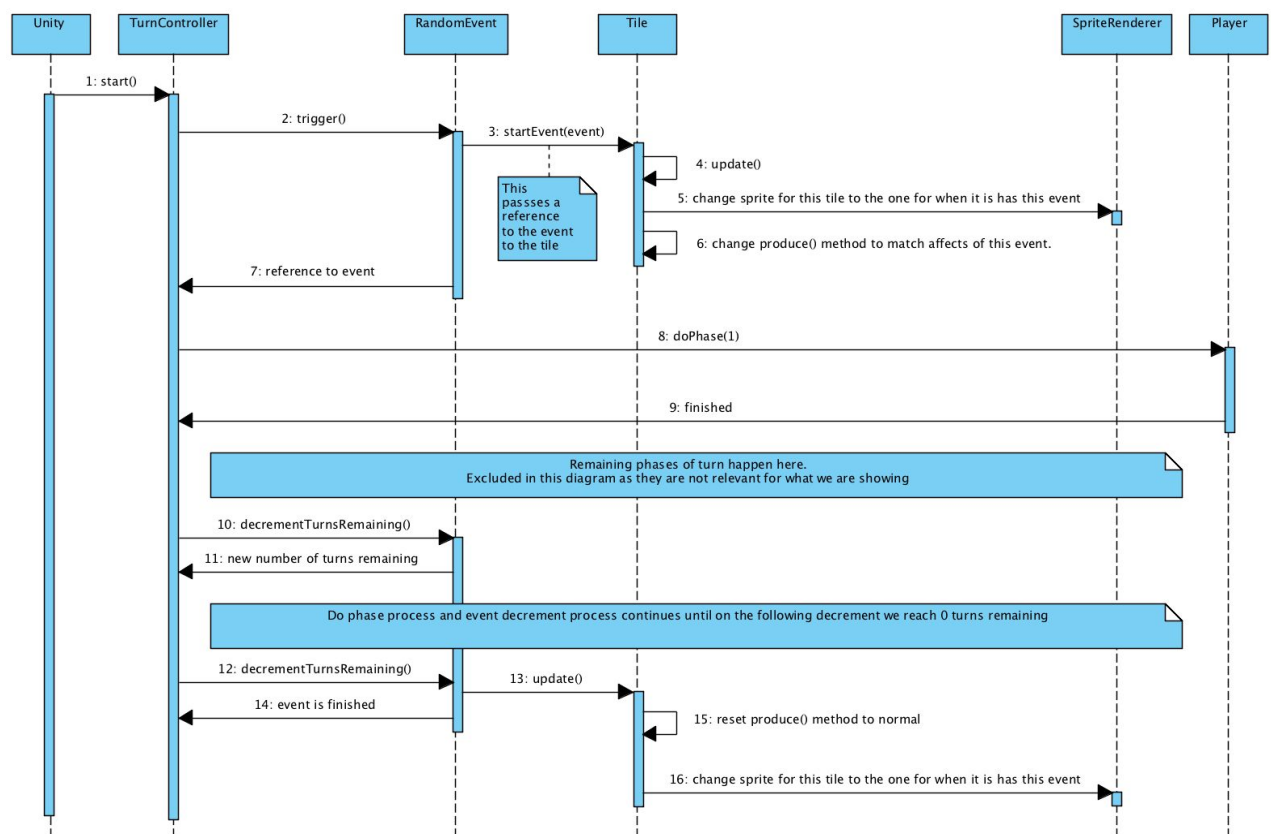 Unity
TurnController
RandomEvent
Tile
SpriteRenderer
Player
1: start()
2: trigger()
3: startEvent(event)
This
passses a
reference
to the event
to the tile
4: update()
5: change sprite for this tile to the one for when it is has this event
6: change produce() method to match affects of this event.
7: reference to event
8: doPhase(1)
9: finished
Remaining phases of turn happen here.
Excluded in this diagram as they are not relevant for what we are showing
10: decrementTurnsRemaining()
11: new number of turns remaining
Do phase process and event decrement process continues until on the following decrement we reach 0 turns remaining
12: decrementTurnsRemaining()
13: update()
14: event is finished
15: reset produce() method to normal
16: change sprite for this tile to the one for when it is has this event